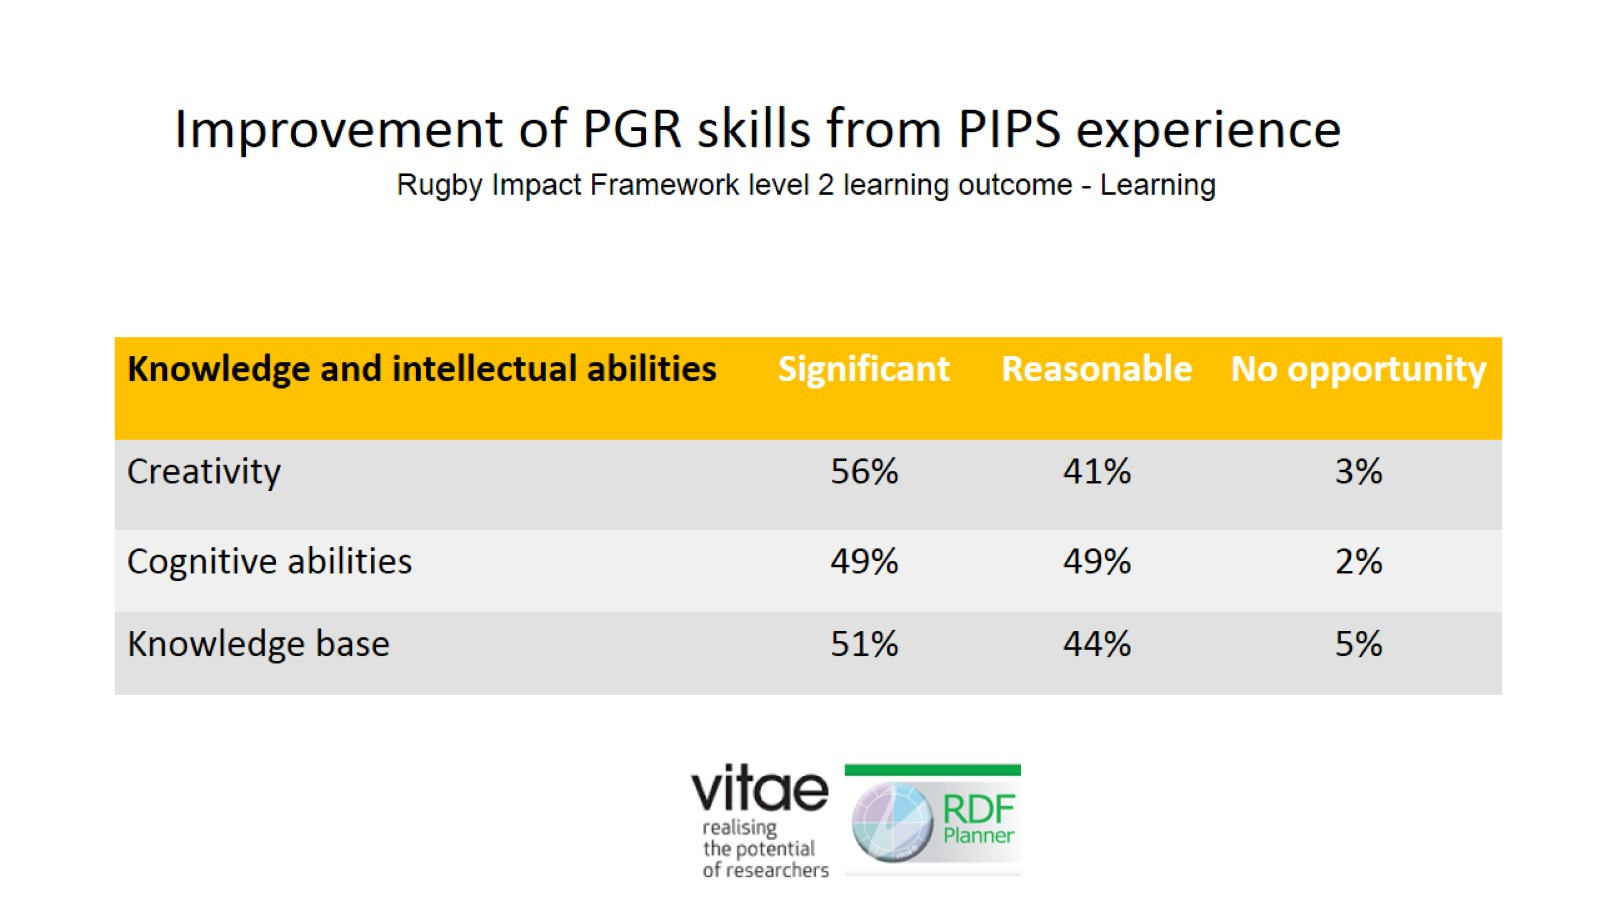 Improvement of PGR skills from PIPS experience
Rugby Impact Framework level 2 learning outcome - Learning
Knowledge and intellectual abilities Significant Reasonable No opportunity
Creativity 56% 41% 3%
Cognitive abilities 49% 49% 2%
Knowledge base 51% 44% 5%
vitae
realising
the potential
of researchers
RDF
Planner